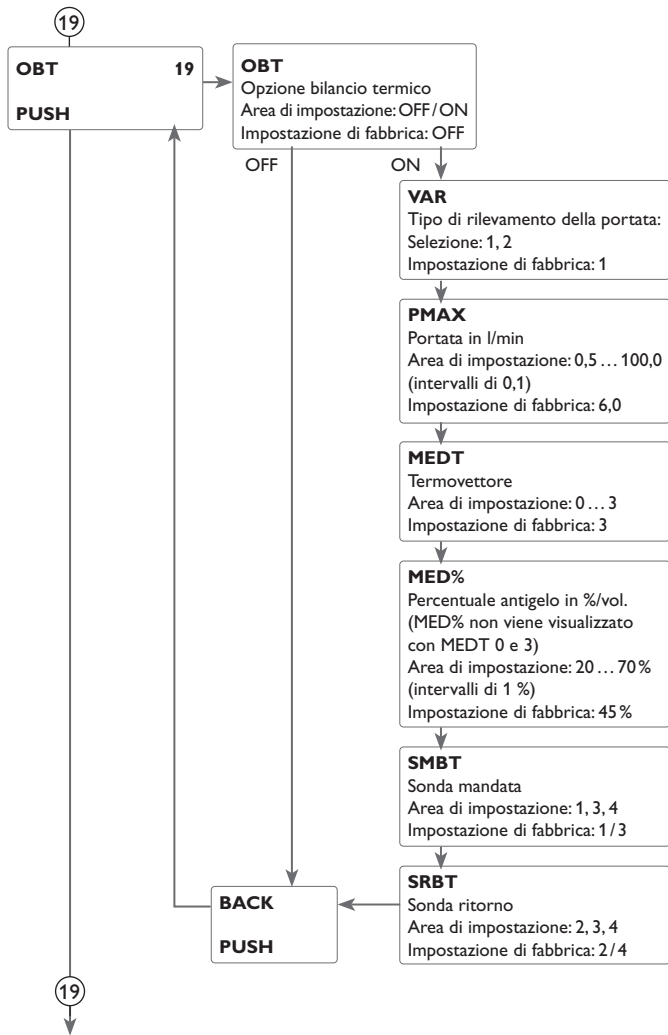 19
OBT 19
PUSH
OBT
Opzione bilancio termico
Area di impostazione: OFF/ON
Impostazione di fabbrica: OFF
OFF
ON
VAR
Tipo di rilevamento della portata:
Selezione: 1, 2
Impostazione di fabbrica: 1
PMAX
Portata in l/min
Area di impostazione: 0,5 … 100,0
(intervalli di 0,1)
Impostazione di fabbrica: 6,0
MEDT
Termovettore
Area di impostazione: 0 … 3
Impostazione di fabbrica: 3
MED%
Percentuale antigelo in %/vol.
(MED% non viene visualizzato
con MEDT 0 e 3)
Area di impostazione: 20 … 70%
(intervalli di 1 %)
Impostazione di fabbrica: 45%
SMBT
Sonda mandata
Area di impostazione: 1, 3, 4
Impostazione di fabbrica: 1/3
SRBT
Sonda ritorno
Area di impostazione: 2, 3, 4
Impostazione di fabbrica: 2/4
BACK
PUSH
19